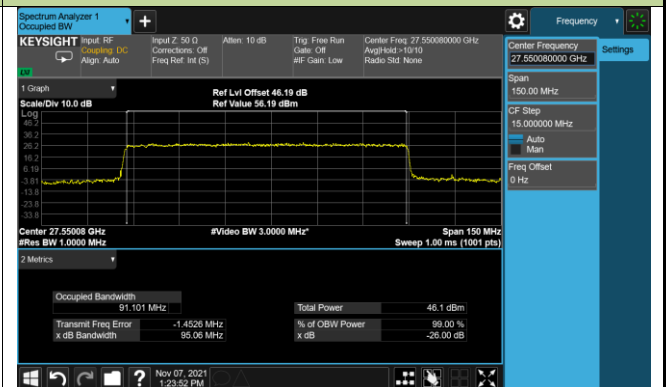 Spectrum Analyzer 1
Occupied BW
Frequency
KEYSIGHT
Input: RF
Coupling: DC
Align: Auto
Input Z: 50 Ω
Corrections: Off
Freq Ref: Int (S)
Atten: 10 dB
Trig: Free Run
Gate: Off
#IF Gain: Low
Center Freq: 27.550080000 GHz
Avg|Hold:>10/10
Radio Std: None
Center Frequency
27.550080000 GHz
Settings
Span
150.00 MHz
CF Step
15.000000 MHz
Auto
Man
Freq Offset
0 Hz
1 Graph
Scale/Div 10.0 dB
Ref Lvl Offset 46.19 dB
Ref Value 56.19 dBm
Log
46.2
36.2
26.2
16.2
6.19
-3.81
-13.8
-23.8
-33.8
Center 27.55008 GHz
#Video BW 3.0000 MHz*
Span 150 MHz
#Res BW 1.0000 MHz
Sweep 1.00 ms (1001 pts)
2 Metrics
Occupied Bandwidth
91.101 MHz
Total Power 46.1 dBm
Transmit Freq Error -1.4526 MHz
% of OBW Power 99.00 %
x dB Bandwidth 95.06 MHz
x dB -26.00 dB
?
Nov 07, 2021
1:23:52 PM